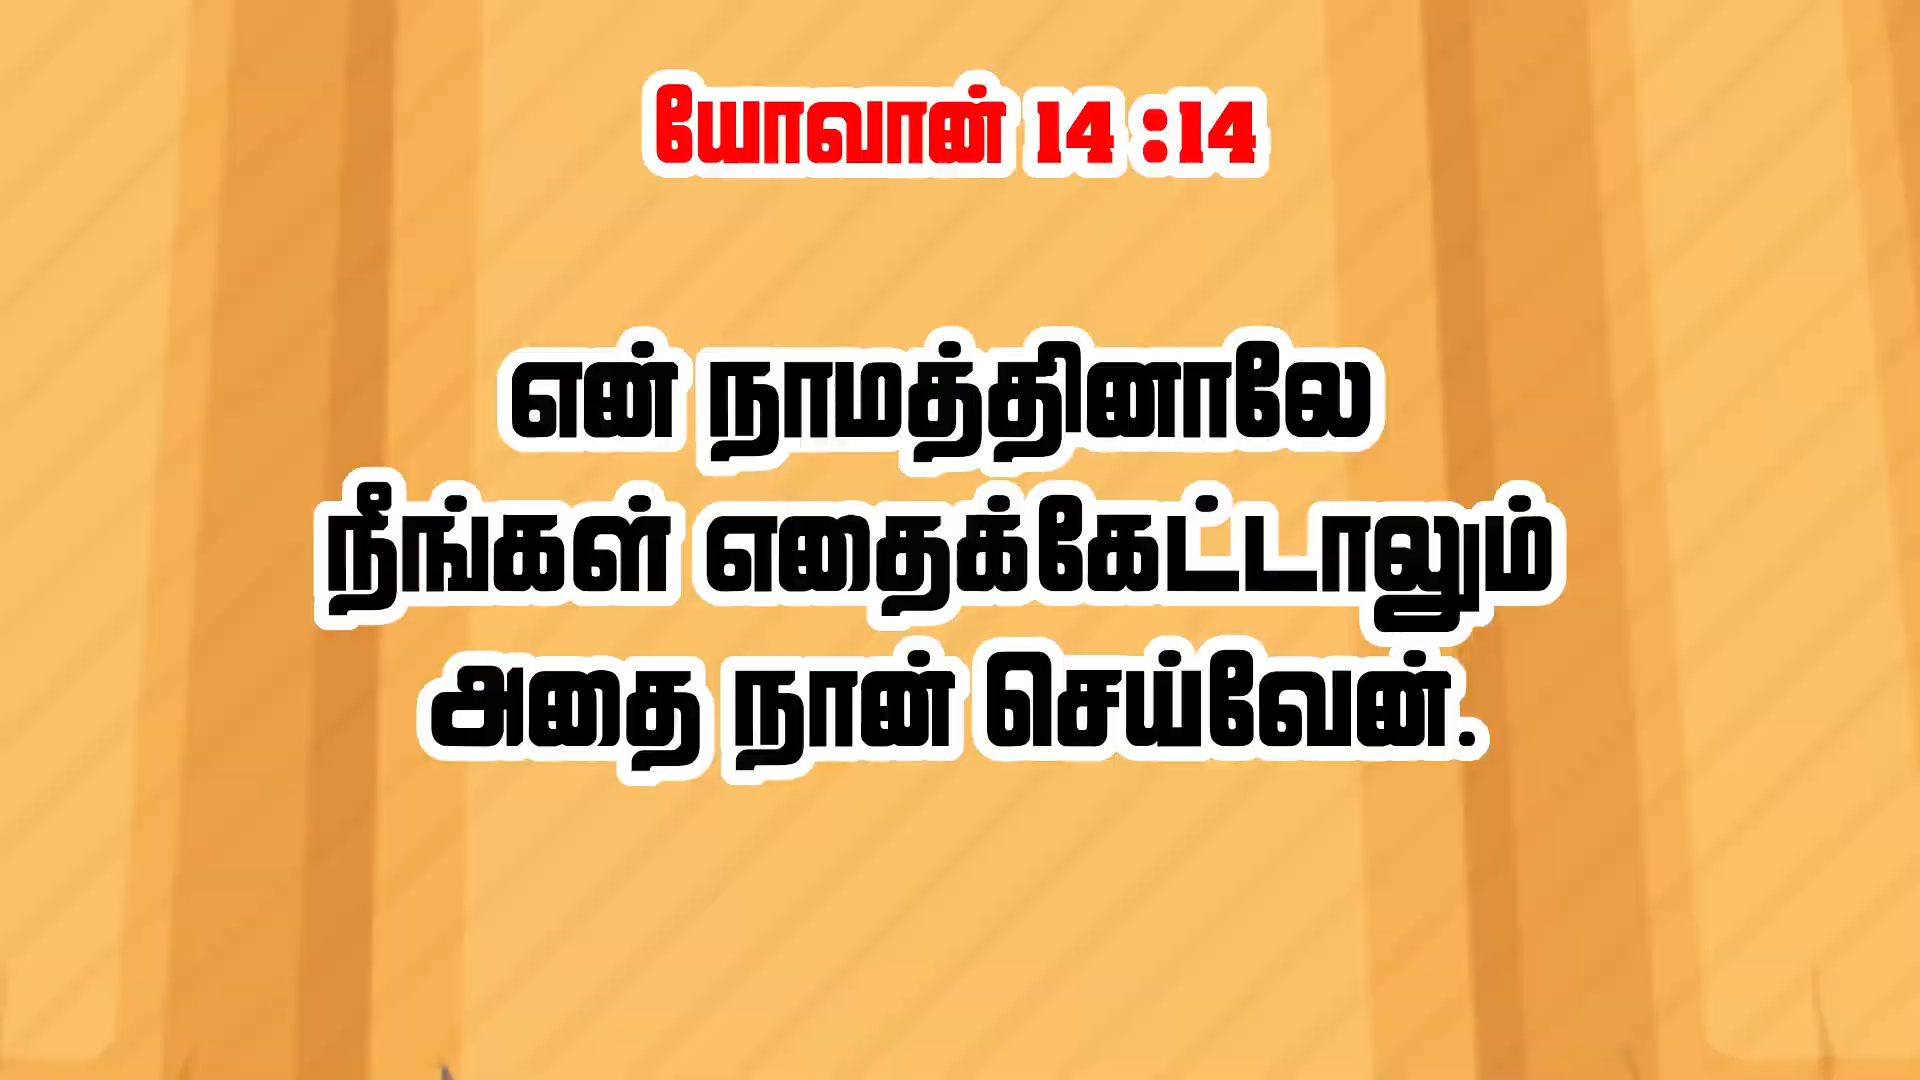 யோவான் 14 :14
என் நாமத்தினாலே
நீங்கள் எதைக்கேட்டாலும்
அதை நான் செய்வேன்.